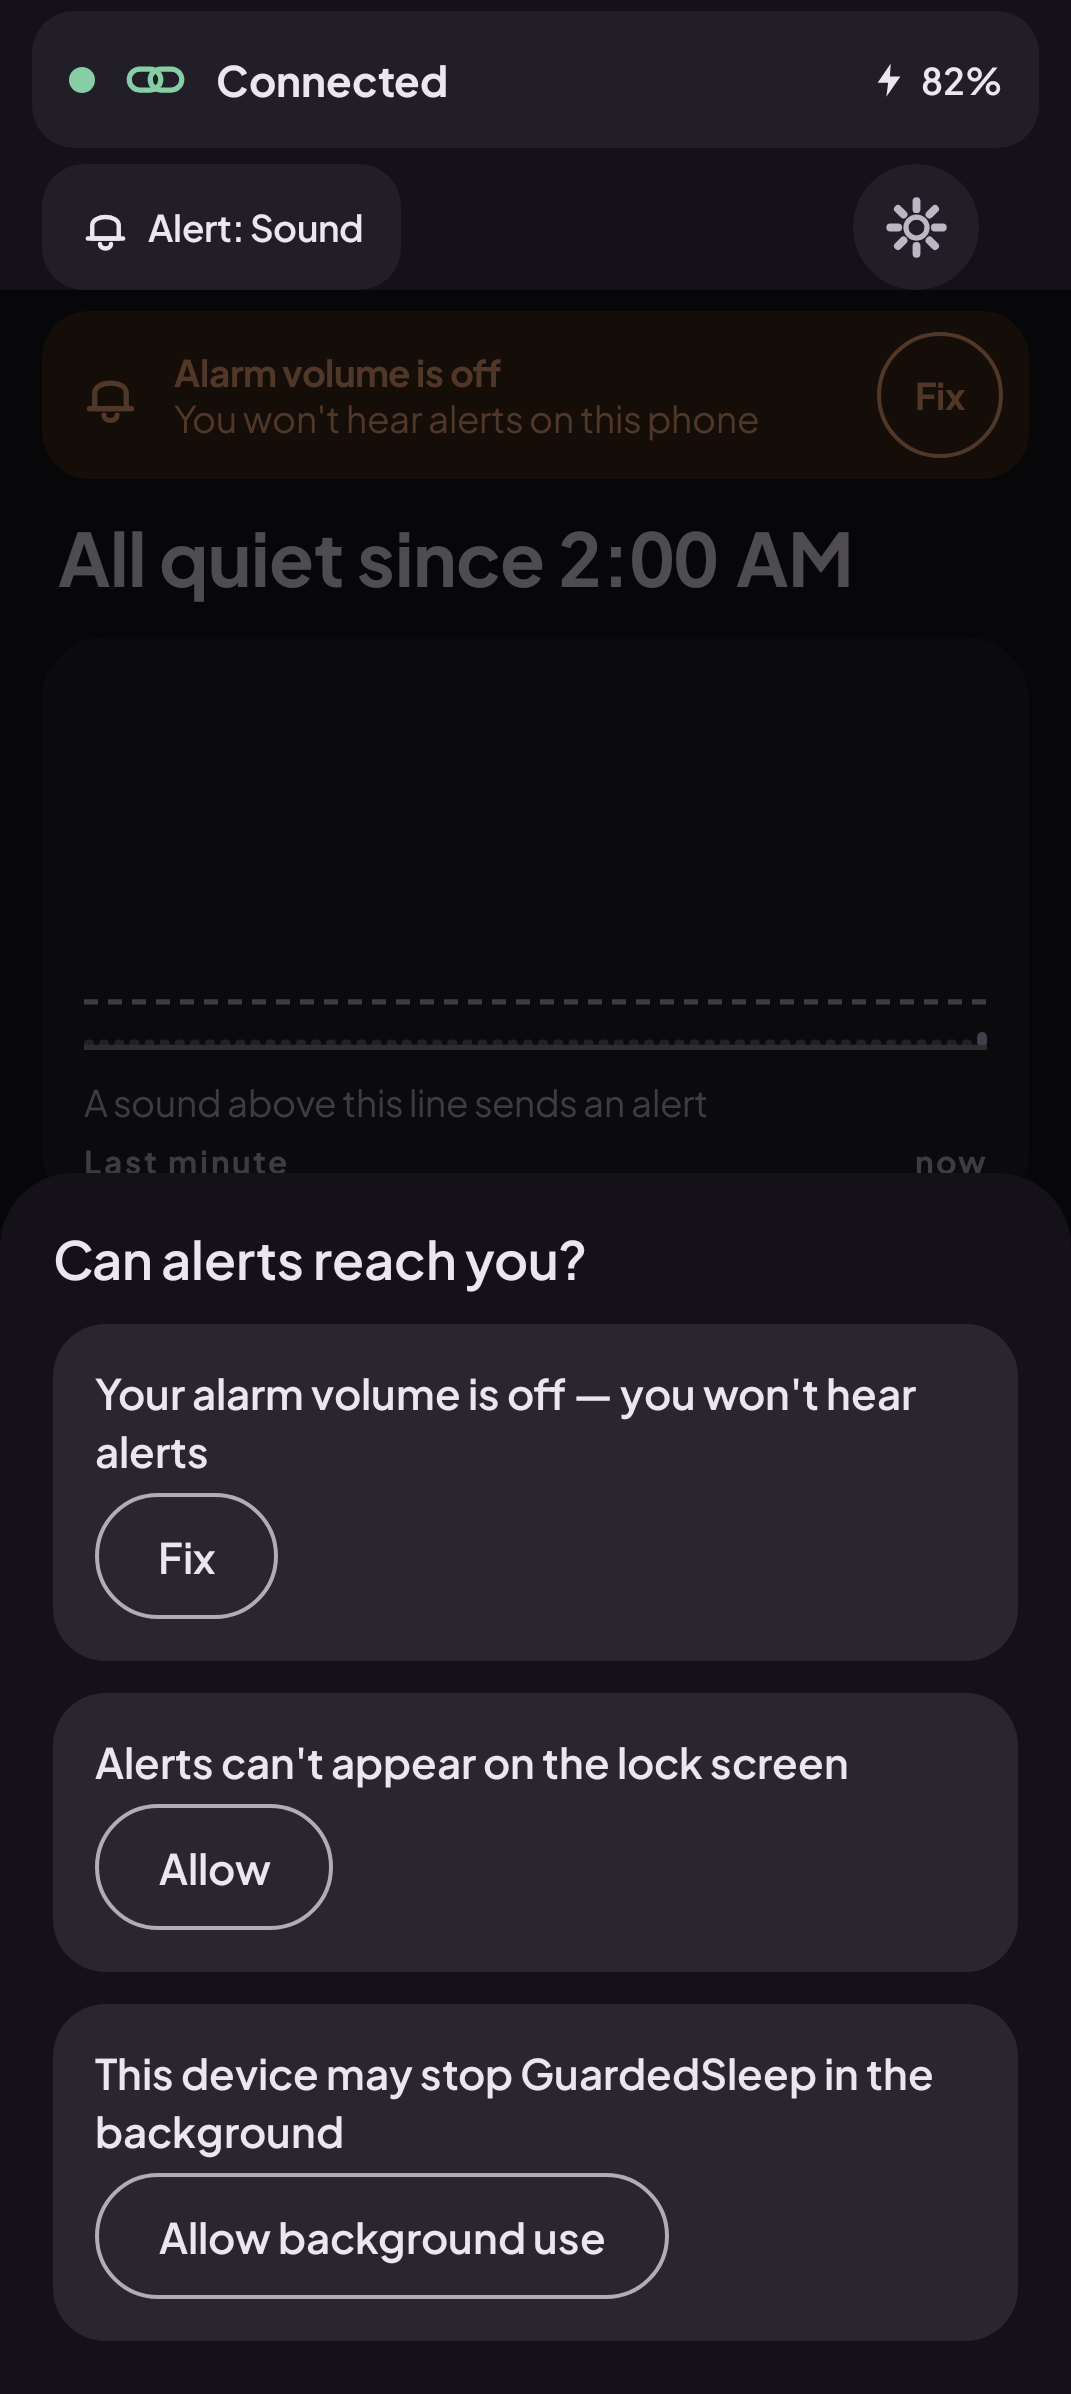 Connected
82%
Alert: Sound
Alarm volume is off
You won't hear alerts on this phone
Fix
All quiet since 2:00 AM
A sound above this line sends an alert
Last minute
now
Can alerts reach you?
Your alarm volume is off — you won't hear
alerts
Fix
Alerts can't appear on the lock screen
Allow
This device may stop GuardedSleep in the
background
Allow background use